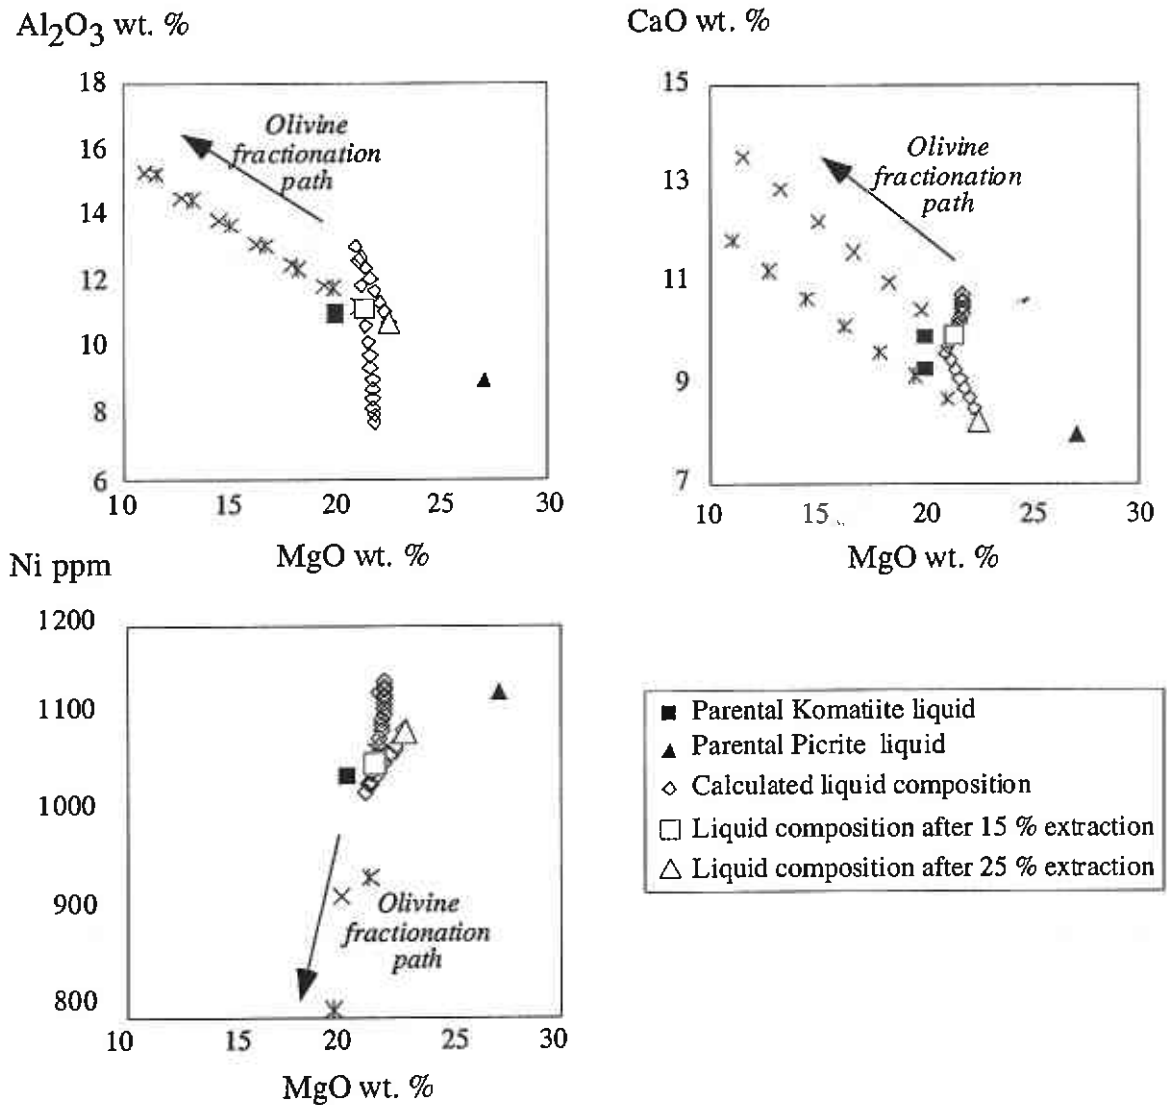 Al2O3 wt. %
18
16
14
12
10
8
6
10 15 20 25 30
MgO wt. %
Olivine
fractionation
path
CaO wt. %
15
13
11
9
7
10 15 20 25 30
MgO wt. %
Olivine
fractionation
path
Ni ppm
1200
1100
1000
900
800
10 15 20 25 30
MgO wt. %
Olivine
fractionation
path
Parental Komatiite liquid
Parental Picrite liquid
Calculated liquid composition
Liquid composition after 15 % extraction
Liquid composition after 25 % extraction